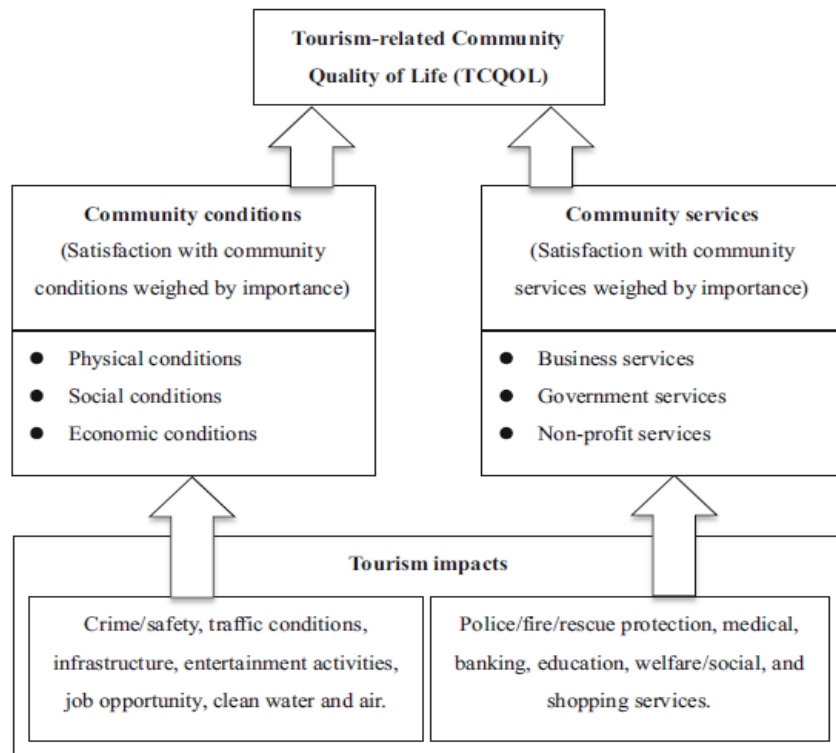 Tourism-related Community
Quality of Life (TCQOL)
Community conditions
(Satisfaction with community
conditions weighed by importance)
● Physical conditions
● Social conditions
● Economic conditions
Community services
(Satisfaction with community
services weighed by importance)
● Business services
● Government services
● Non-profit services
Tourism impacts
Crime/safety, traffic conditions,
infrastructure, entertainment activities,
job opportunity, clean water and air.
Police/fire/rescue protection, medical,
banking, education, welfare/social, and
shopping services.